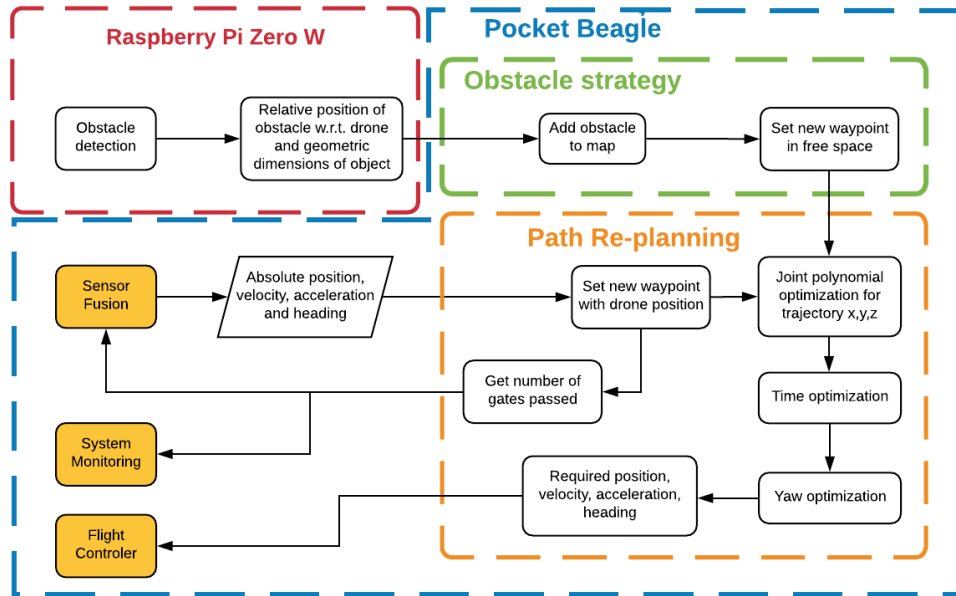 Raspberry Pi Zero W
Pocket Beagle
Obstacle strategy
Obstacle
detection
Relative position of
obstacle w.r.t. drone
and geometric
dimensions of object
Add obstacle
to map
Set new waypoint
in free space
Path Re-planning
Sensor
Fusion
Absolute position,
velocity, acceleration
and heading
Set new waypoint
with drone position
Joint polynomial
optimization for
trajectory x,y,z
Get number of
gates passed
Time optimization
System
Monitoring
Required position,
velocity, acceleration,
heading
Yaw optimization
Flight
Controler